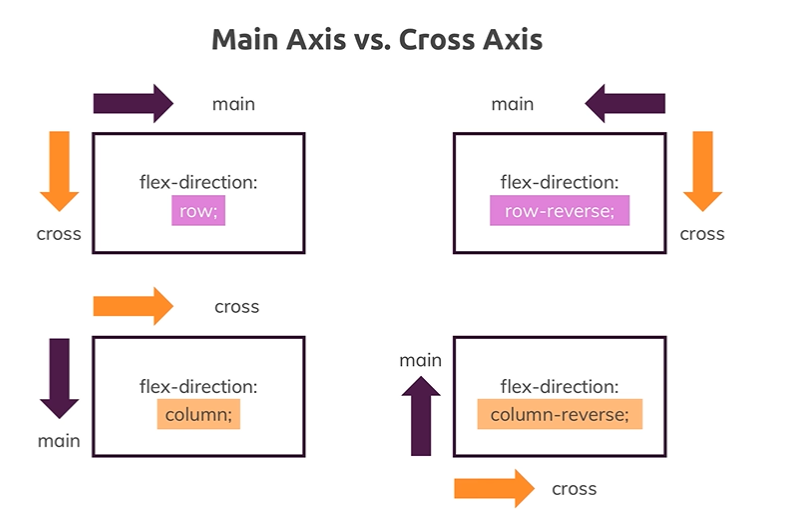 Main Axis vs. Cross Axis
main
cross
flex-direction:
row;
main
cross
flex-direction:
row-reverse;
cross
main
flex-direction:
column;
main
flex-direction:
column-reverse;
cross